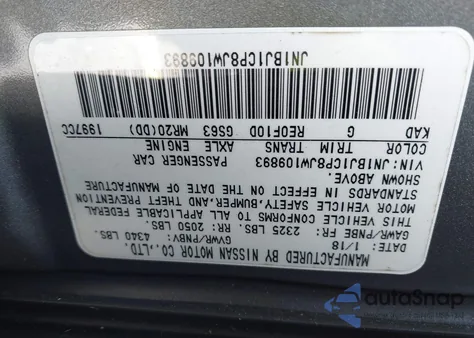 MANUFACTURED BY NISSAN MOTOR CO.,LTD.
DATE: 1/18 GVWR/PNBV: 4340 LBS.
GAWR/PNBE FR: 2325 LBS. RR: 2050 LBS.
THIS VEHICLE CONFORMS TO ALL APPLICABLE FEDERAL
MOTOR VEHICLE SAFETY,BUMPER,AND THEFT PREVENTION
STANDARDS IN EFFECT ON THE DATE OF MANUFACTURE
SHOWN ABOVE.
VIN:JN1BJ1CP8JW109893 PASSENGER CAR
COLOR TRIM TRANS AXLE ENGINE
KAD G RE0F10D GS63 MR20(DD) 1997CC
JN1BJ1CP8JW109893
autoSnap